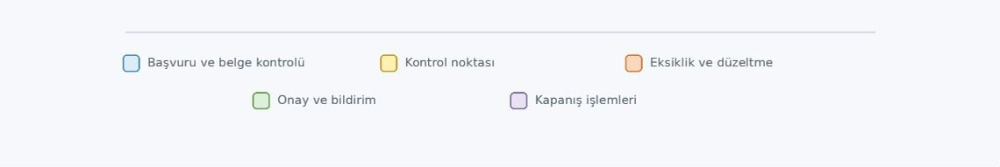 Başvuru ve belge kontrolü Kontrol noktası Eksiklik ve düzeltme
Onay ve bildirim Kapanış işlemleri